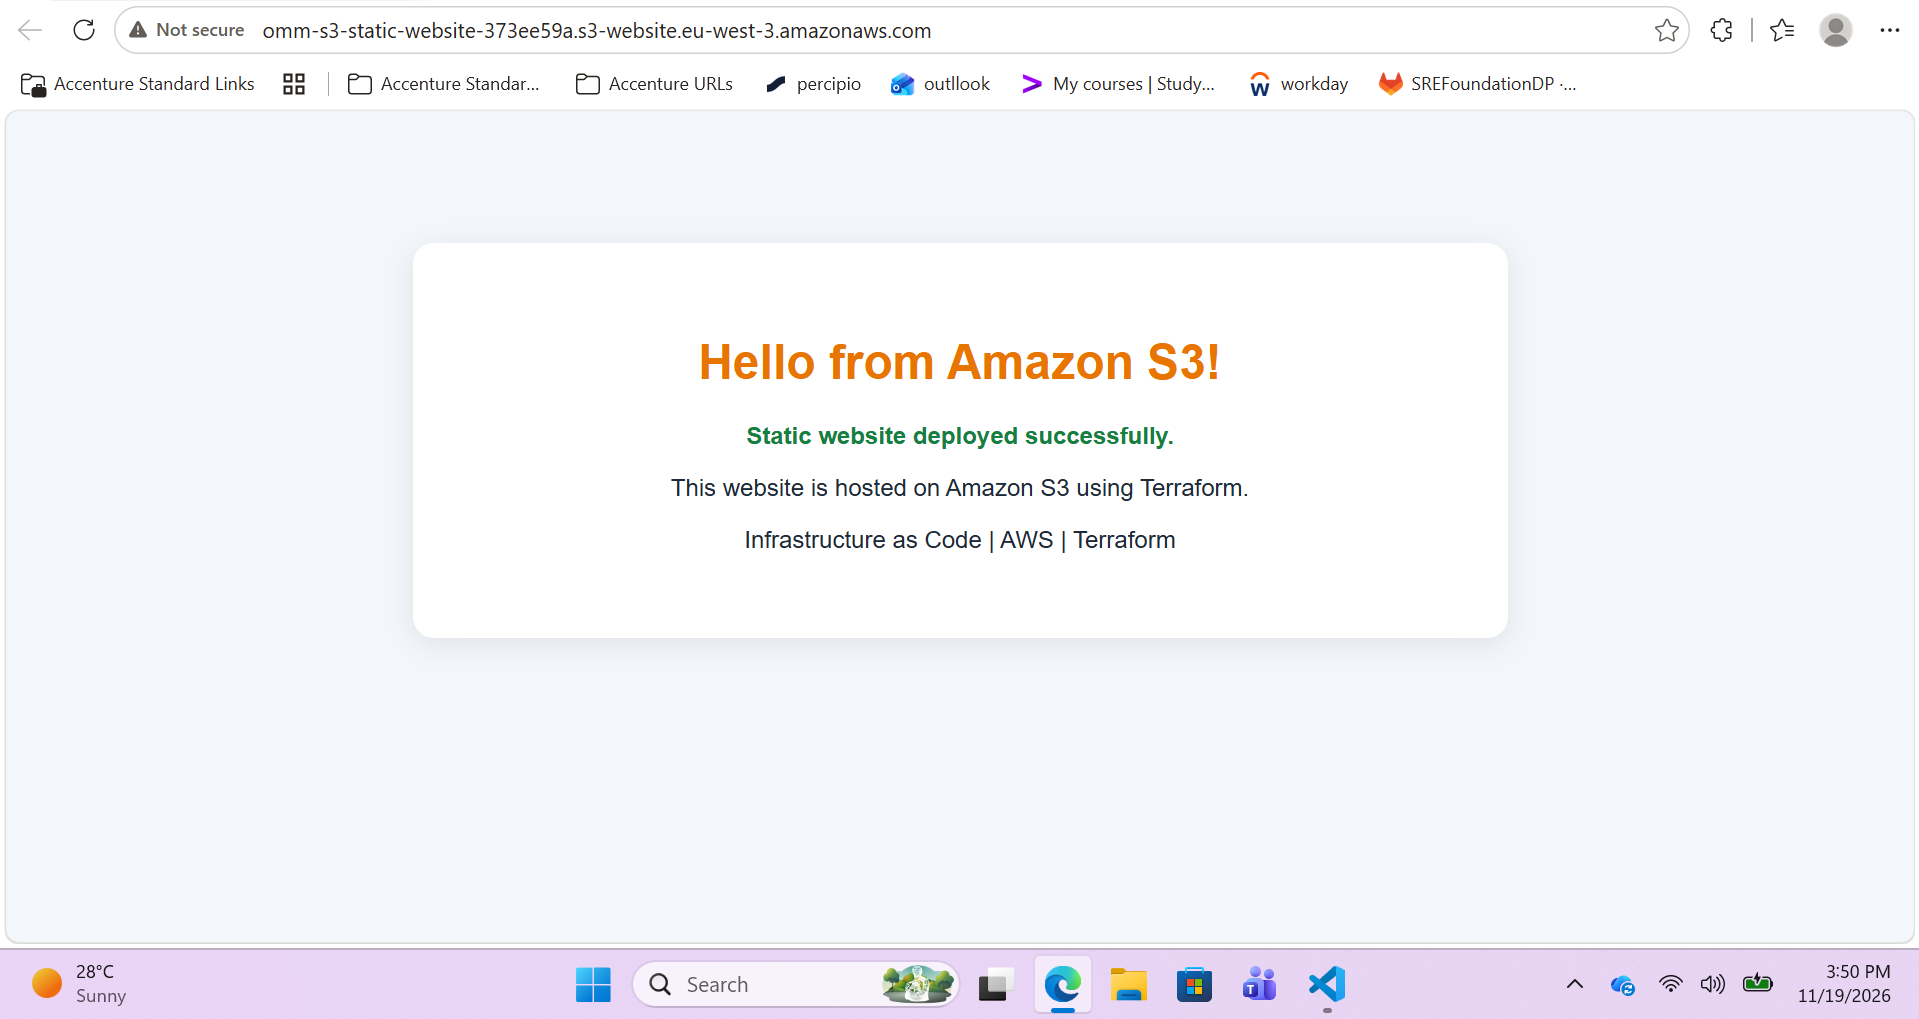 Not secure omm-s3-static-website-373ee59a.s3-website.eu-west-3.amazonaws.com
Accenture Standard Links Accenture Standar... Accenture URLs percipio outllook My courses | Study... workday SREFoundationDP ·...
Hello from Amazon S3!
Static website deployed successfully.
This website is hosted on Amazon S3 using Terraform.
Infrastructure as Code | AWS | Terraform
28°C
Sunny
Search
3:50 PM
11/19/2026